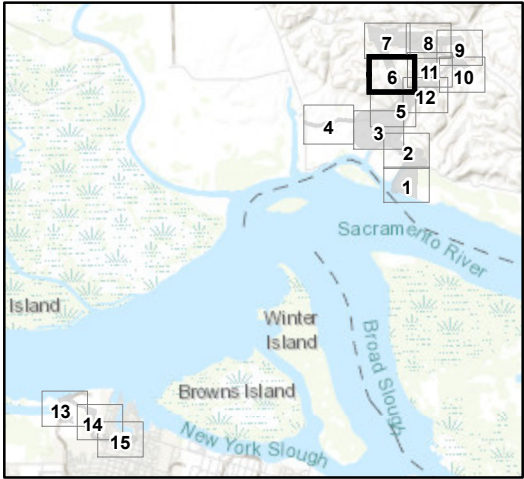 7
8
9
6
11
10
12
5
4
3
2
1
Sacramento River
Island
Winter
Island
Broad Slough
Browns Island
13
14
15
New York Slough